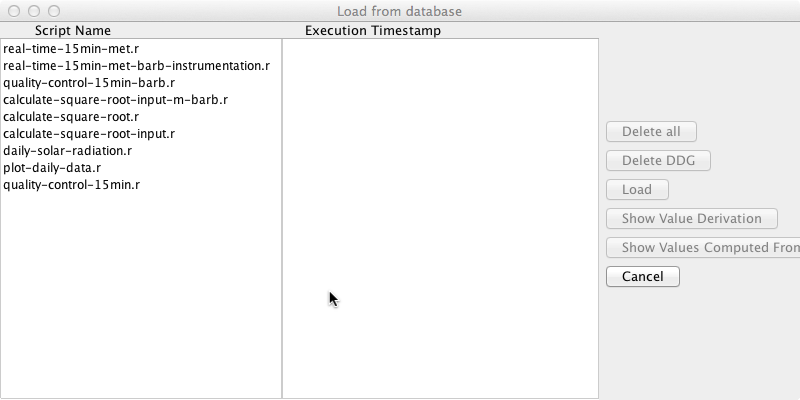 Load from database
Script Name Execution Timestamp
real-time-15min-met.r
real-time-15min-met-barb-instrumentation.r
quality-control-15min-barb.r
calculate-square-root-input-m-barb.r
calculate-square-root.r
calculate-square-root-input.r
daily-solar-radiation.r
plot-daily-data.r
quality-control-15min.r
Delete all
Delete DDG
Load
Show Value Derivation
Show Values Computed From
Cancel